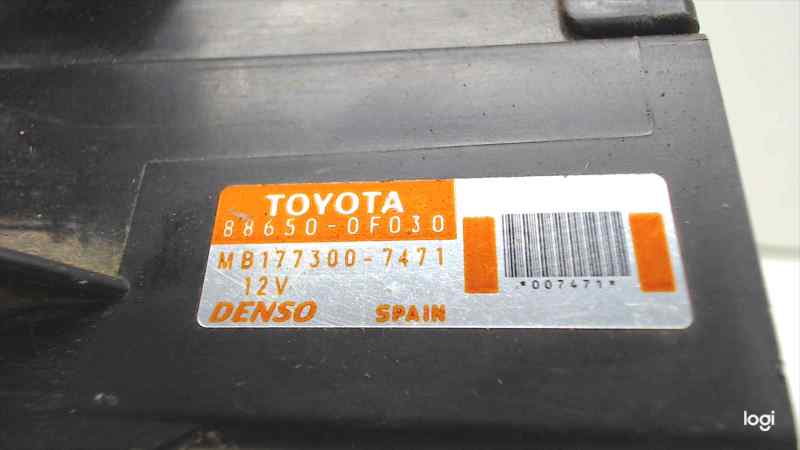 TOYOTA
88650-0F030
MB177300-7471
12V
*007471*
DENSO SPAIN
logi